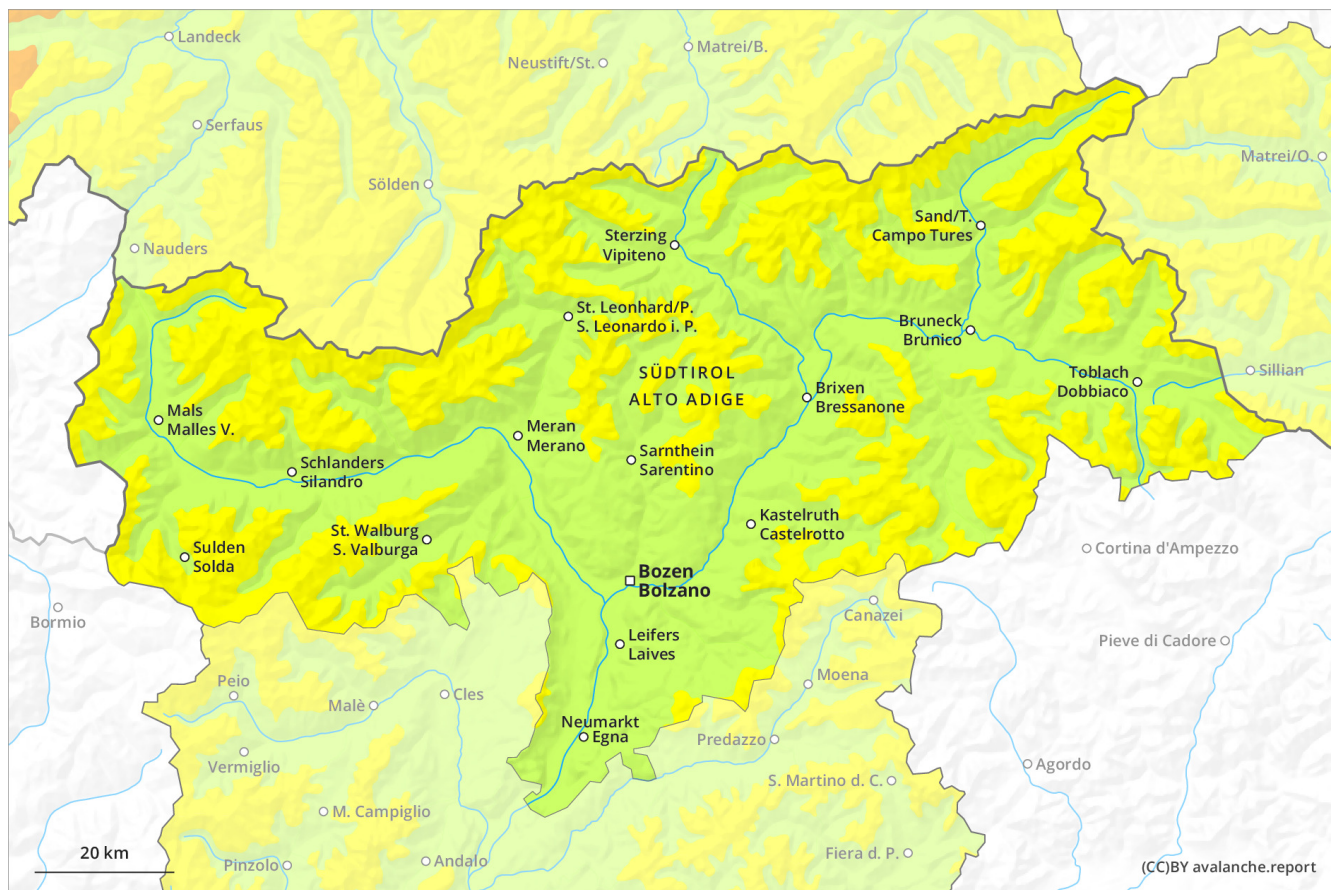 Landeck
Matrei/B.
Neustift/St.
Serfaus
Matrei/O.
Sölden
Sand/T.
Campo Tures
Sterzing
Vipiteno
Nauders
St. Leonhard/P.
S. Leonardo i. P.
Bruneck
Brunico
SÜDTIROL
ALTO ADIGE
Toblach
Dobbiaco
Sillian
Brixen
Bressanone
Mals
Malles V.
Meran
Merano
Sarnthein
Sarentino
Schlanders
Silandro
Kastelruth
Castelrotto
St. Walburg
S. Valburga
Sulden
Solda
Cortina d'Ampezzo
Bozen
Bolzano
Bormio
Canazei
Leifers
Laives
Pieve di Cadore
Peio
Moena
Malè
Cles
Neumarkt
Egna
Predazzo
Vermiglio
Agordo
S. Martino d. C.
M. Campiglio
20 km
Pinzolo
Andalo
Fiera d. P.
(CC)BY avalanche.report